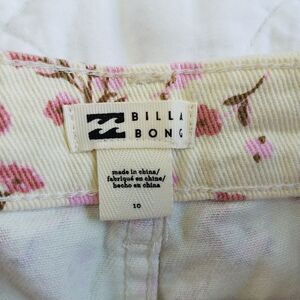 BILLA
BONG
made in china/
fabriqué en chine/
hecho en china
10